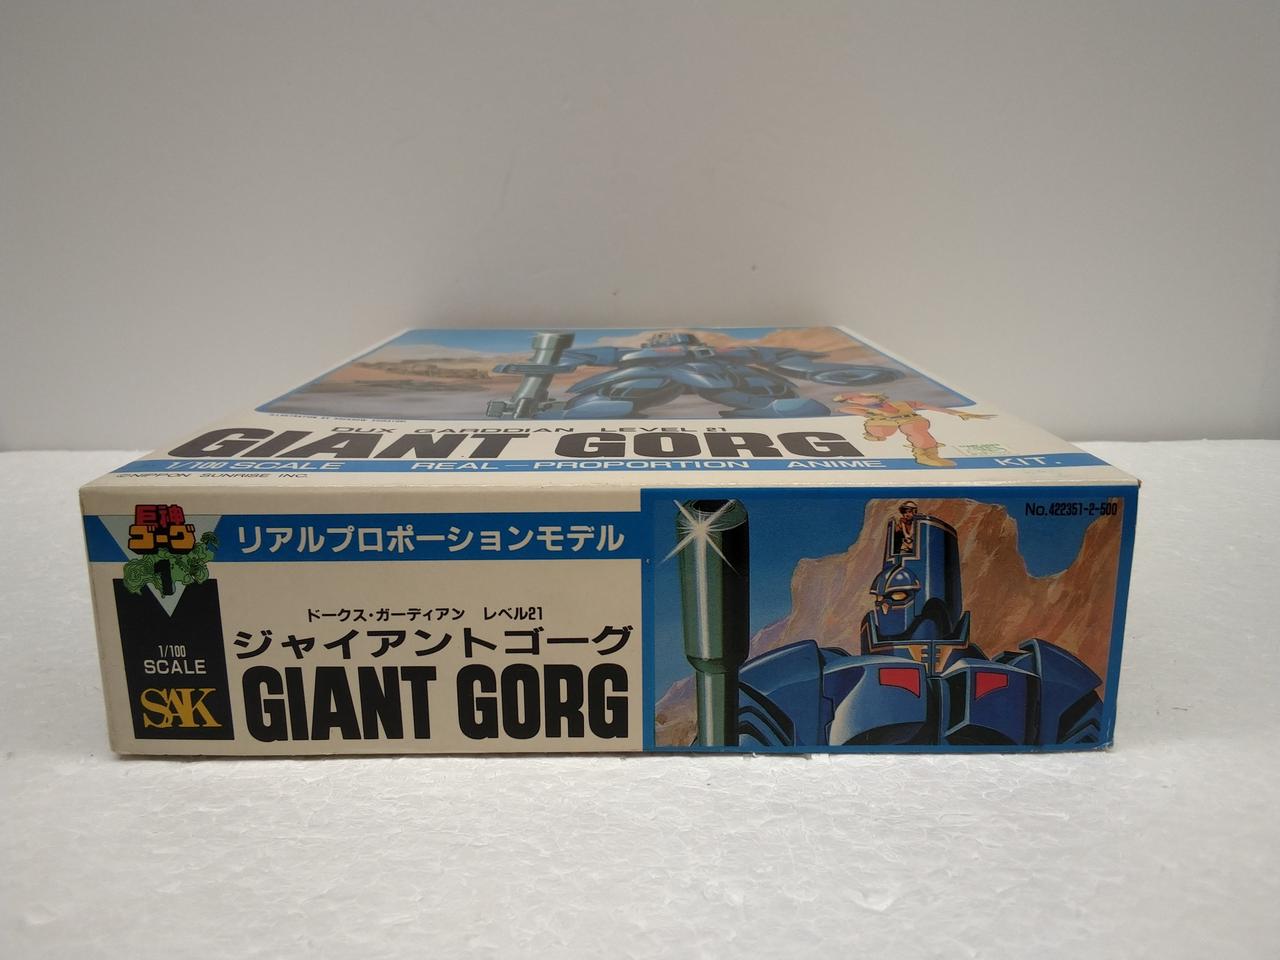 DUX GARDDIAN LEVEL 21
GIANT GORG
1/100 SCALE REAL—PROPORTION ANIME KIT.
©NIPPON SUNRISE INC.
巨神
ゴーグ
1
リアルプロポーションモデル
No.422351-2-500
ドークス・ガーディアン レベル21
ジャイアントゴーグ
GIANT GORG
1/100
SCALE
SAK